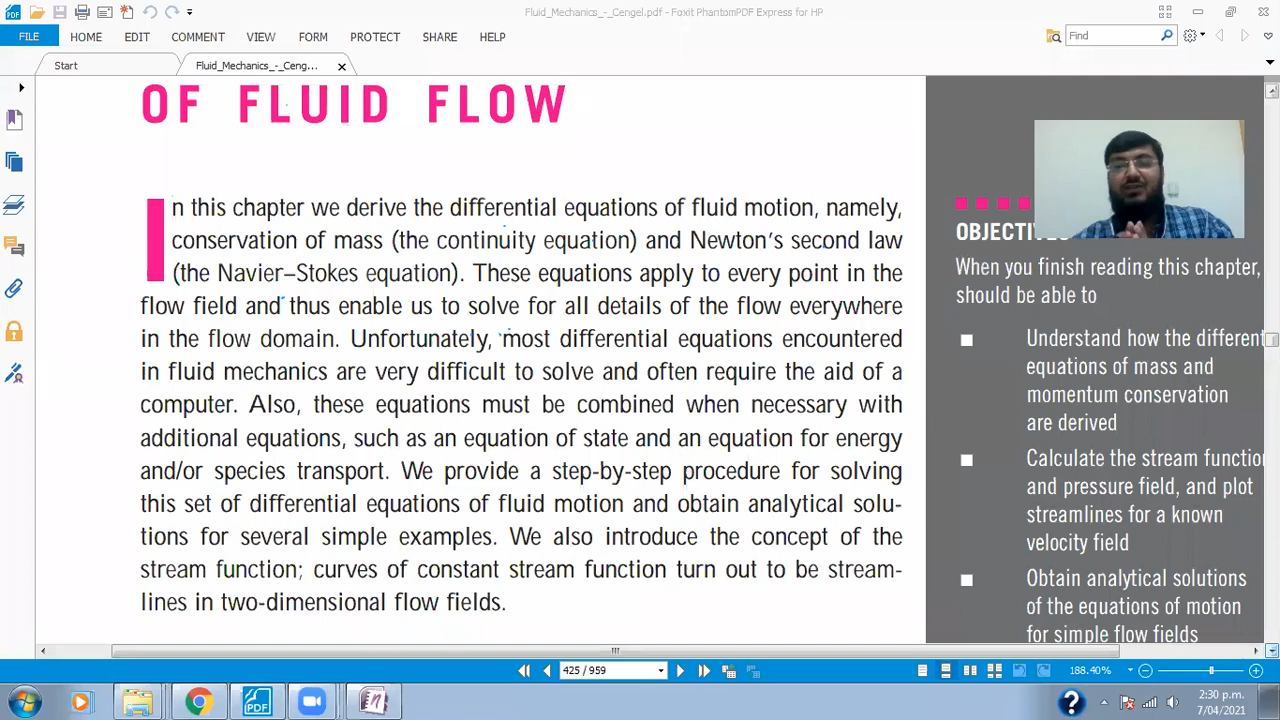 Fluid_Mechanics_-_Cengel.pdf - Foxit PhantomPDF Express for HP
FILE HOME EDIT COMMENT VIEW FORM PROTECT SHARE HELP
Find
Start
Fluid_Mechanics_-_Ceng...
OF FLUID FLOW
In this chapter we derive the differential equations of fluid motion, namely,
conservation of mass (the continuity equation) and Newton's second law
(the Navier–Stokes equation). These equations apply to every point in the
flow field and thus enable us to solve for all details of the flow everywhere
in the flow domain. Unfortunately, most differential equations encountered
in fluid mechanics are very difficult to solve and often require the aid of a
computer. Also, these equations must be combined when necessary with
additional equations, such as an equation of state and an equation for energy
and/or species transport. We provide a step-by-step procedure for solving
this set of differential equations of fluid motion and obtain analytical solu-
tions for several simple examples. We also introduce the concept of the
stream function; curves of constant stream function turn out to be stream-
lines in two-dimensional flow fields.
OBJECTIV
When you finish reading this chapter,
should be able to
Understand how the different
equations of mass and
momentum conservation
are derived
Calculate the stream function
and pressure field, and plot
streamlines for a known
velocity field
Obtain analytical solutions
of the equations of motion
for simple flow fields
425 / 959
188.40%
2:30 p.m.
7/04/2021